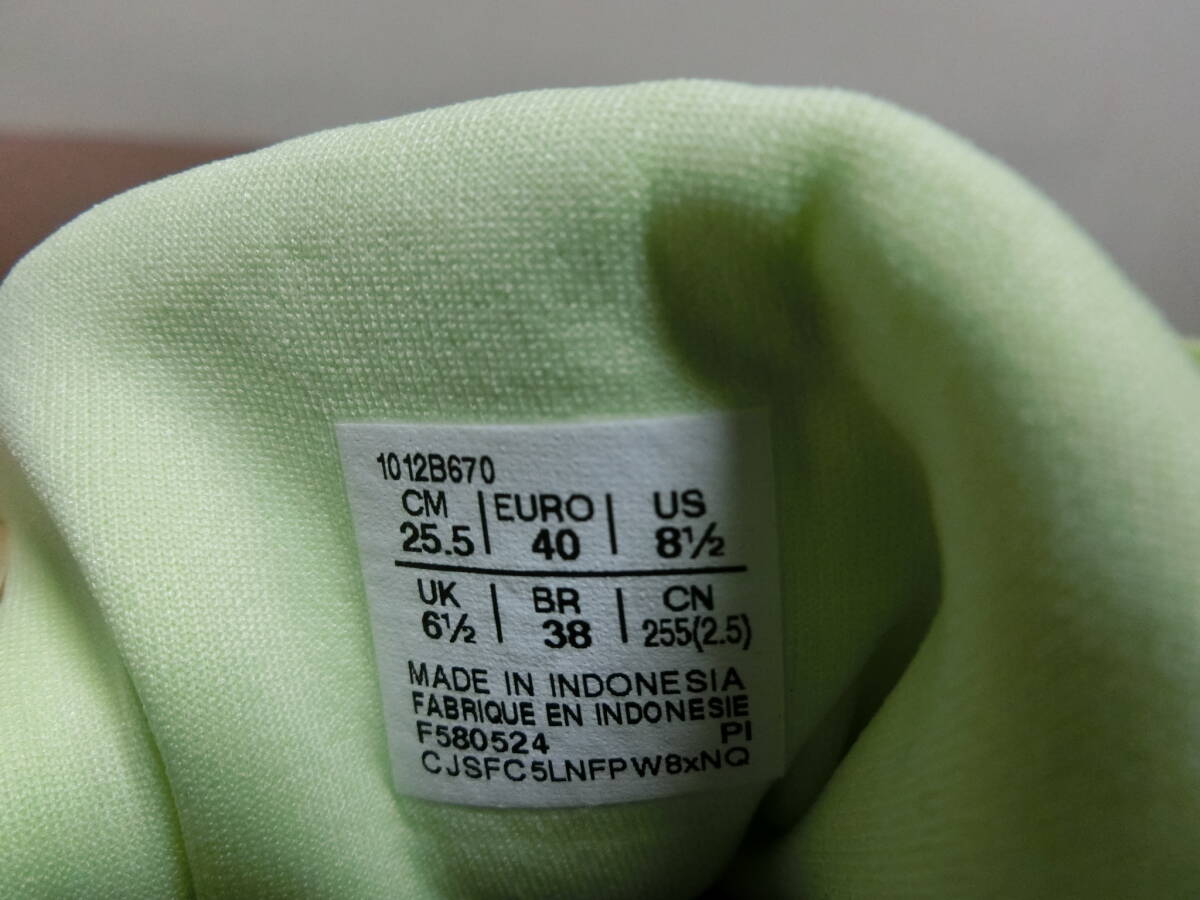 1012B670
CM | EURO | US
25.5 | 40 | 8½
UK | BR | CN
6½ | 38 | 255(2.5)
MADE IN INDONESIA
FABRIQUE EN INDONESIE
F580524 PI
CJSFC5LNFPW8xNQ